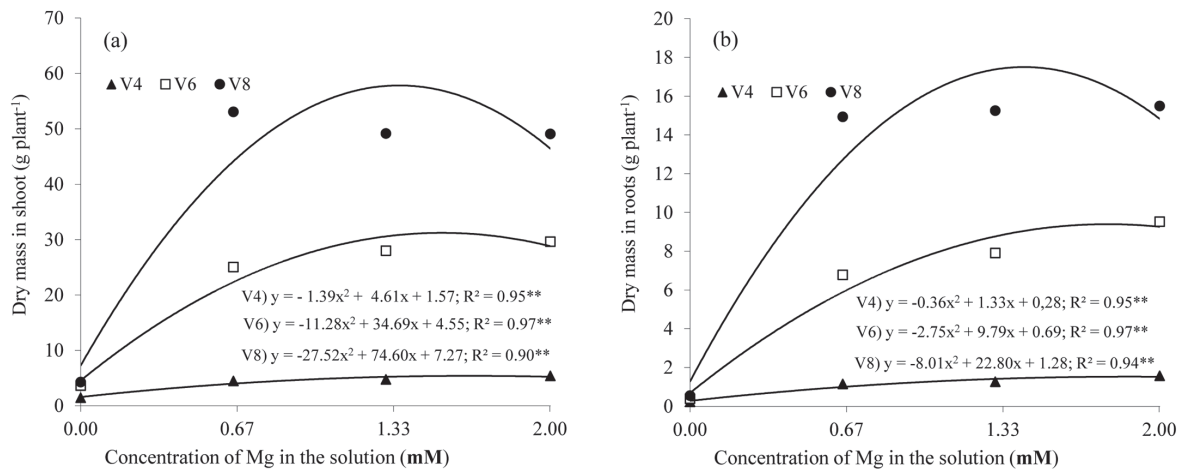 (a)
▲ V4 □ V6 ● V8
Dry mass in shoot (g plant-1)
70
60
50
40
30
20
10
0
V4) y = - 1.39x² + 4.61x + 1.57; R² = 0.95**
V6) y = -11.28x² + 34.69x + 4.55; R² = 0.97**
V8) y = -27.52x² + 74.60x + 7.27; R² = 0.90**
0.00 0.67 1.33 2.00
Concentration of Mg in the solution (mM)
(b)
▲ V4 □ V6 ● V8
Dry mass in roots (g plant-1)
20
18
16
14
12
10
8
6
4
2
0
V4) y = -0.36x² + 1.33x + 0,28; R² = 0.95**
V6) y = -2.75x² + 9.79x + 0.69; R² = 0.97**
V8) y = -8.01x² + 22.80x + 1.28; R² = 0.94**
0.00 0.67 1.33 2.00
Concentration of Mg in the solution (mM)